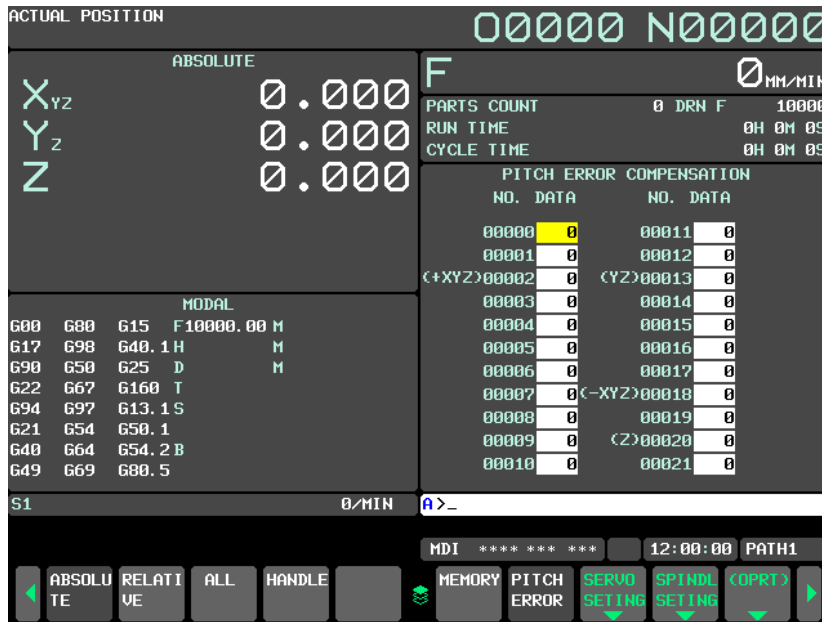 ACTUAL POSITION
O0000 N00000
ABSOLUTE
XYZ 0.000
YZ 0.000
Z 0.000
F 0 MM/MIN
PARTS COUNT 0 DRN F 10000
RUN TIME 0H 0M 0S
CYCLE TIME 0H 0M 0S
PITCH ERROR COMPENSATION
NO. DATA NO. DATA
00000 0 00011 0
00001 0 00012 0
(+XYZ)00002 0 (YZ)00013 0
00003 0 00014 0
00004 0 00015 0
00005 0 00016 0
00006 0 00017 0
00007 0 (-XYZ)00018 0
00008 0 00019 0
00009 0 (Z)00020 0
00010 0 00021 0
MODAL
G00 G80 G15 F10000.00 M
G17 G98 G40.1 H M
G90 G50 G25 D M
G22 G67 G160 T
G94 G97 G13.1 S
G21 G54 G50.1
G40 G64 G54.2 B
G49 G69 G80.5
S1 0/MIN
A>_
MDI **** *** *** 12:00:00 PATH1
ABSOLU RELATI ALL HANDLE MEMORY PITCH SERVO SPINDL (OPRT)
TE VE ERROR SETING SETING